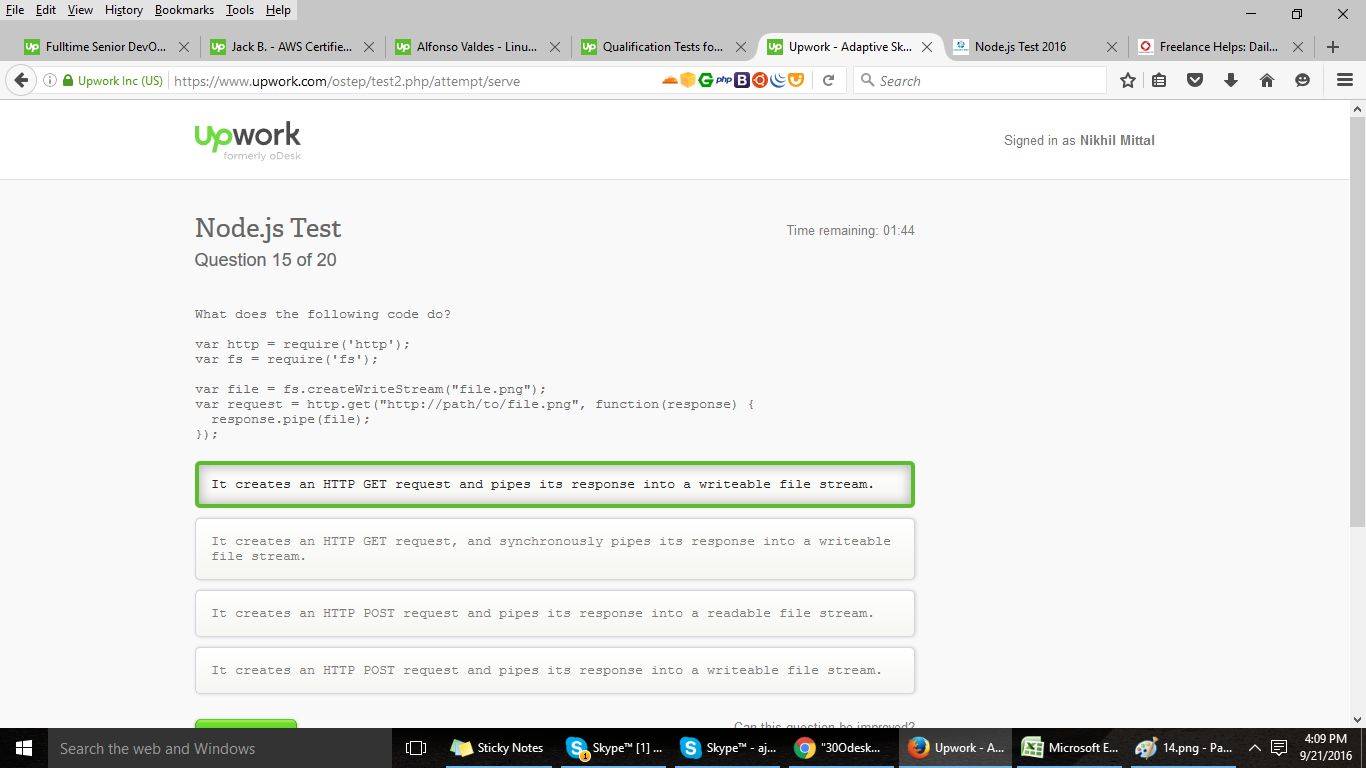 File Edit View History Bookmarks Tools Help
Fulltime Senior DevO... Jack B. - AWS Certifie... Alfonso Valdes - Linu... Qualification Tests fo... Upwork - Adaptive Sk... Node.js Test 2016 Freelance Helps: Dail...
Upwork Inc (US) https://www.upwork.com/ostep/test2.php/attempt/serve php B Search
upwork
formerly oDesk
Signed in as Nikhil Mittal
Node.js Test
Time remaining: 01:44
Question 15 of 20
What does the following code do?
var http = require('http');
var fs = require('fs');
var file = fs.createWriteStream("file.png");
var request = http.get("http://path/to/file.png", function(response) {
response.pipe(file);
});
It creates an HTTP GET request and pipes its response into a writeable file stream.
It creates an HTTP GET request, and synchronously pipes its response into a writeable
file stream.
It creates an HTTP POST request and pipes its response into a readable file stream.
It creates an HTTP POST request and pipes its response into a writeable file stream.
Can this question be improved?
Search the web and Windows Sticky Notes Skype™ [1] ... Skype™ - aj... "30Odesk... Upwork - A... Microsoft E... 14.png - Pa... 4:09 PM
9/21/2016